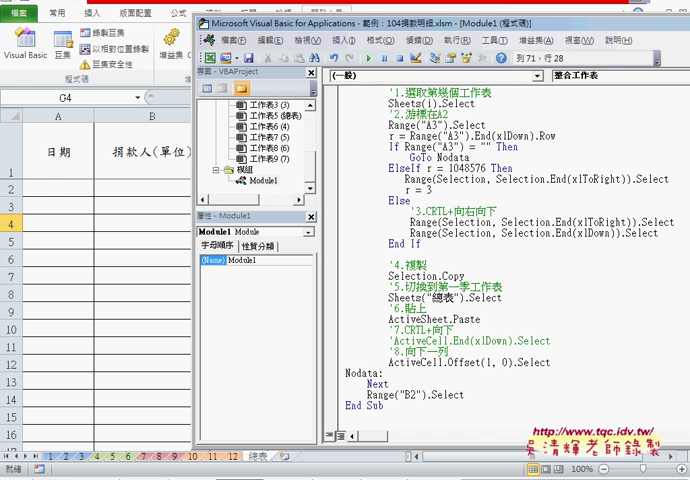 檔案 常用 插入 版面配置 公式
Visual Basic 巨集 錄製巨集
以相對位置錄製
巨集安全性
程式碼
增益集
G4
A B
日期 捐款人(單位)
1
2
3
4
5
6
7
8
9
10
11
12
13
14
15
16
1 2 3 4 5 6 7 8 9 10 11 12 總表
就緒
100%
Microsoft Visual Basic for Applications - 範例：104捐款明細.xlsm - [Module1 (程式碼)]
檔案(F) 編輯(E) 檢視(V) 插入(I) 格式(O) 偵錯(D) 執行(R) 工具(T) 增益集(A) 視窗(W) 說明(H)
列 71，行 28
專案 - VBAProject
工作表3 (3)
工作表5 (總表)
工作表6 (4)
工作表7 (5)
工作表8 (6)
工作表9 (7)
模組
Module1
屬性 - Module1
Module1 Module
字母順序 性質分類
(Name) Module1
(一般) 整合工作表
'1.選取第幾個工作表
Sheets(i).Select
'2.游標在A2
Range("A3").Select
r = Range("A3").End(xlDown).Row
If Range("A3") = "" Then
GoTo Nodata
ElseIf r = 1048576 Then
Range(Selection, Selection.End(xlToRight)).Select
r = 3
Else
'3.CRTL+向右向下
Range(Selection, Selection.End(xlToRight)).Select
Range(Selection, Selection.End(xlDown)).Select
End If
'4.複製
Selection.Copy
'5.切換到第一季工作表
Sheets("總表").Select
'6.貼上
ActiveSheet.Paste
'7.CRTL+向下
'ActiveCell.End(xlDown).Select
'8.向下一列
ActiveCell.Offset(1, 0).Select
Nodata:
Next
Range("B2").Select
End Sub
http://www.tqc.idv.tw/
吳清輝老師錄製